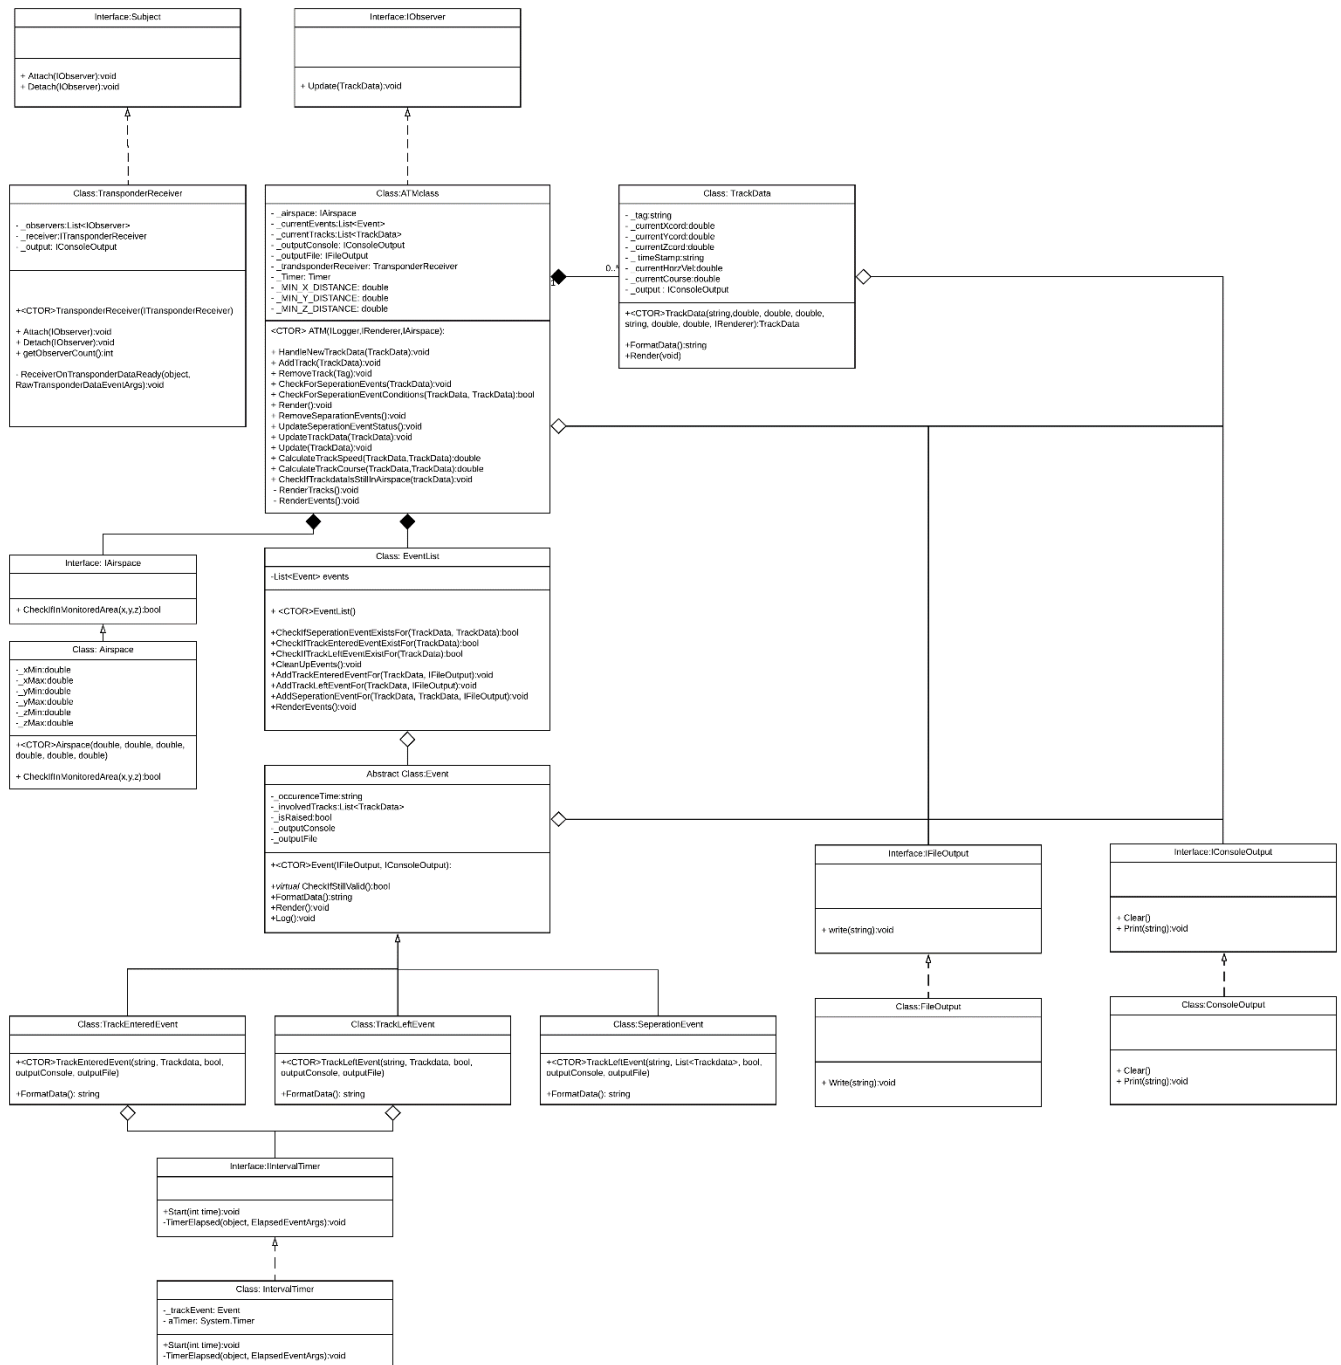 Interface:Subject
+ Attach(IObserver):void
+ Detach(IObserver):void
Interface:IObserver
+ Update(TrackData):void
Class:TransponderReceiver
- _observers:List<IObserver>
- _receiver:ITransponderReceiver
- _output: IConsoleOutput
+<CTOR>TransponderReceiver(ITransponderReceiver)
+ Attach(IObserver):void
+ Detach(IObserver):void
+ getObserverCount():int
- ReceiverOnTransponderDataReady(object,
RawTransponderDataEventArgs):void
Class:ATMclass
- _airspace: IAirspace
- _currentEvents:List<Event>
- _currentTracks:List<TrackData>
- _outputConsole: IConsoleOutput
- _outputFile: IFileOutput
- _trandsponderReceiver: TransponderReceiver
- _Timer: Timer
- _MIN_X_DISTANCE: double
- _MIN_Y_DISTANCE: double
- _MIN_Z_DISTANCE: double
<CTOR> ATM(ILogger,IRenderer,IAirspace):
+ HandleNewTrackData(TrackData):void
+ AddTrack(TrackData):void
+ RemoveTrack(Tag):void
+ CheckForSeperationEvents(TrackData):void
+ CheckForSeperationEventConditions(TrackData, TrackData):bool
+ Render():void
+ RemoveSeparationEvents():void
+ UpdateSeperationEventStatus():void
+ UpdateTrackData(TrackData):void
+ Update(TrackData):void
+ CalculateTrackSpeed(TrackData,TrackData):double
+ CalculateTrackCourse(TrackData,TrackData):double
+ CheckIfTrackdataIsStillInAirspace(trackData):void
- RenderTracks():void
- RenderEvents():void
1
0..*
Class: TrackData
- _tag:string
- _currentXcord:double
- _currentYcord:double
- _currentZcord:double
- _ timeStamp:string
- _currentHorzVel:double
- _currentCourse:double
- _output : IConsoleOutput
+<CTOR>TrackData(string,double, double, double,
string, double, double, IRenderer):TrackData
+FormatData():string
+Render(void)
Interface: IAirspace
+ CheckIfInMonitoredArea(x,y,z):bool
Class: Airspace
-_xMin:double
-_xMax:double
-_yMin:double
-_yMax:double
-_zMin:double
-_zMax:double
+<CTOR>Airspace(double, double, double,
double, double, double)
+ CheckIfInMonitoredArea(x,y,z):bool
Class: EventList
-List<Event> events
+ <CTOR>EventList()
+CheckIfSeperationEventExistsFor(TrackData, TrackData):bool
+CheckIfTrackEnteredEventExistFor(TrackData):bool
+CheckIfTrackLeftEventExistFor(TrackData):bool
+CleanUpEvents():void
+AddTrackEnteredEventFor(TrackData, IFileOutput):void
+AddTrackLeftEventFor(TrackData, IFileOutput):void
+AddSeperationEventFor(TrackData, TrackData, IFileOutput):void
+RenderEvents():void
Abstract Class:Event
-_occurenceTime:string
-_involvedTracks:List<TrackData>
-_isRaised:bool
-_outputConsole
-_outputFile
+<CTOR>Event(IFileOutput, IConsoleOutput):
+virtual CheckIfStillValid():bool
+FormatData():string
+Render():void
+Log():void
Interface:IFileOutput
+ write(string):void
Interface:IConsoleOutput
+ Clear()
+ Print(string):void
Class:FileOutput
+ Write(string):void
Class:ConsoleOutput
+ Clear()
+ Print(string):void
Class:TrackEnteredEvent
+<CTOR>TrackEnteredEvent(string, Trackdata, bool,
outputConsole, outputFile)
+FormatData(): string
Class:TrackLeftEvent
+<CTOR>TrackLeftEvent(string, Trackdata, bool,
outputConsole, outputFile)
+FormatData(): string
Class:SeperationEvent
+<CTOR>TrackLeftEvent(string, List<Trackdata>, bool,
outputConsole, outputFile)
+FormatData(): string
Interface:IIntervalTimer
+Start(int time):void
-TimerElapsed(object, ElapsedEventArgs):void
Class: IntervalTimer
-_trackEvent: Event
- aTimer: System.Timer
+Start(int time):void
-TimerElapsed(object, ElapsedEventArgs):void